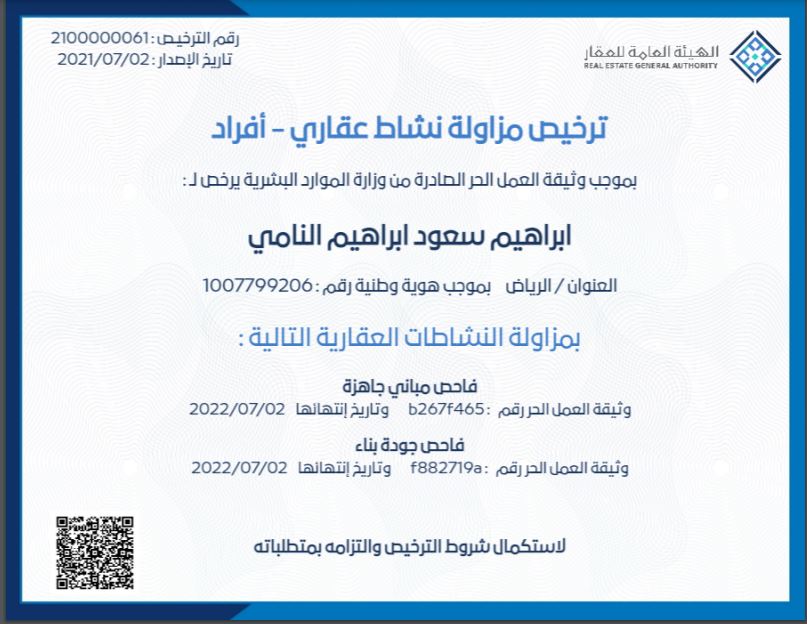 رقم الترخيص : 2100000061
تاريخ الإصدار : 2021/07/02
الهيئة العامة للعقار
REAL ESTATE GENERAL AUTHORITY
ترخيص مزاولة نشاط عقاري - أفراد
بموجب وثيقة العمل الحر الصادرة من وزارة الموارد البشرية يرخص لـ :
ابراهيم سعود ابراهيم النامي
العنوان / الرياض بموجب هوية وطنية رقم : 1007799206
بمزاولة النشاطات العقارية التالية :
فاحص مباني جاهزة
وثيقة العمل الحر رقم : b267f465 وتاريخ إنتهائها 2022/07/02
فاحص جودة بناء
وثيقة العمل الحر رقم : f882719a وتاريخ إنتهائها 2022/07/02
لاستكمال شروط الترخيص والتزامه بمتطلباته